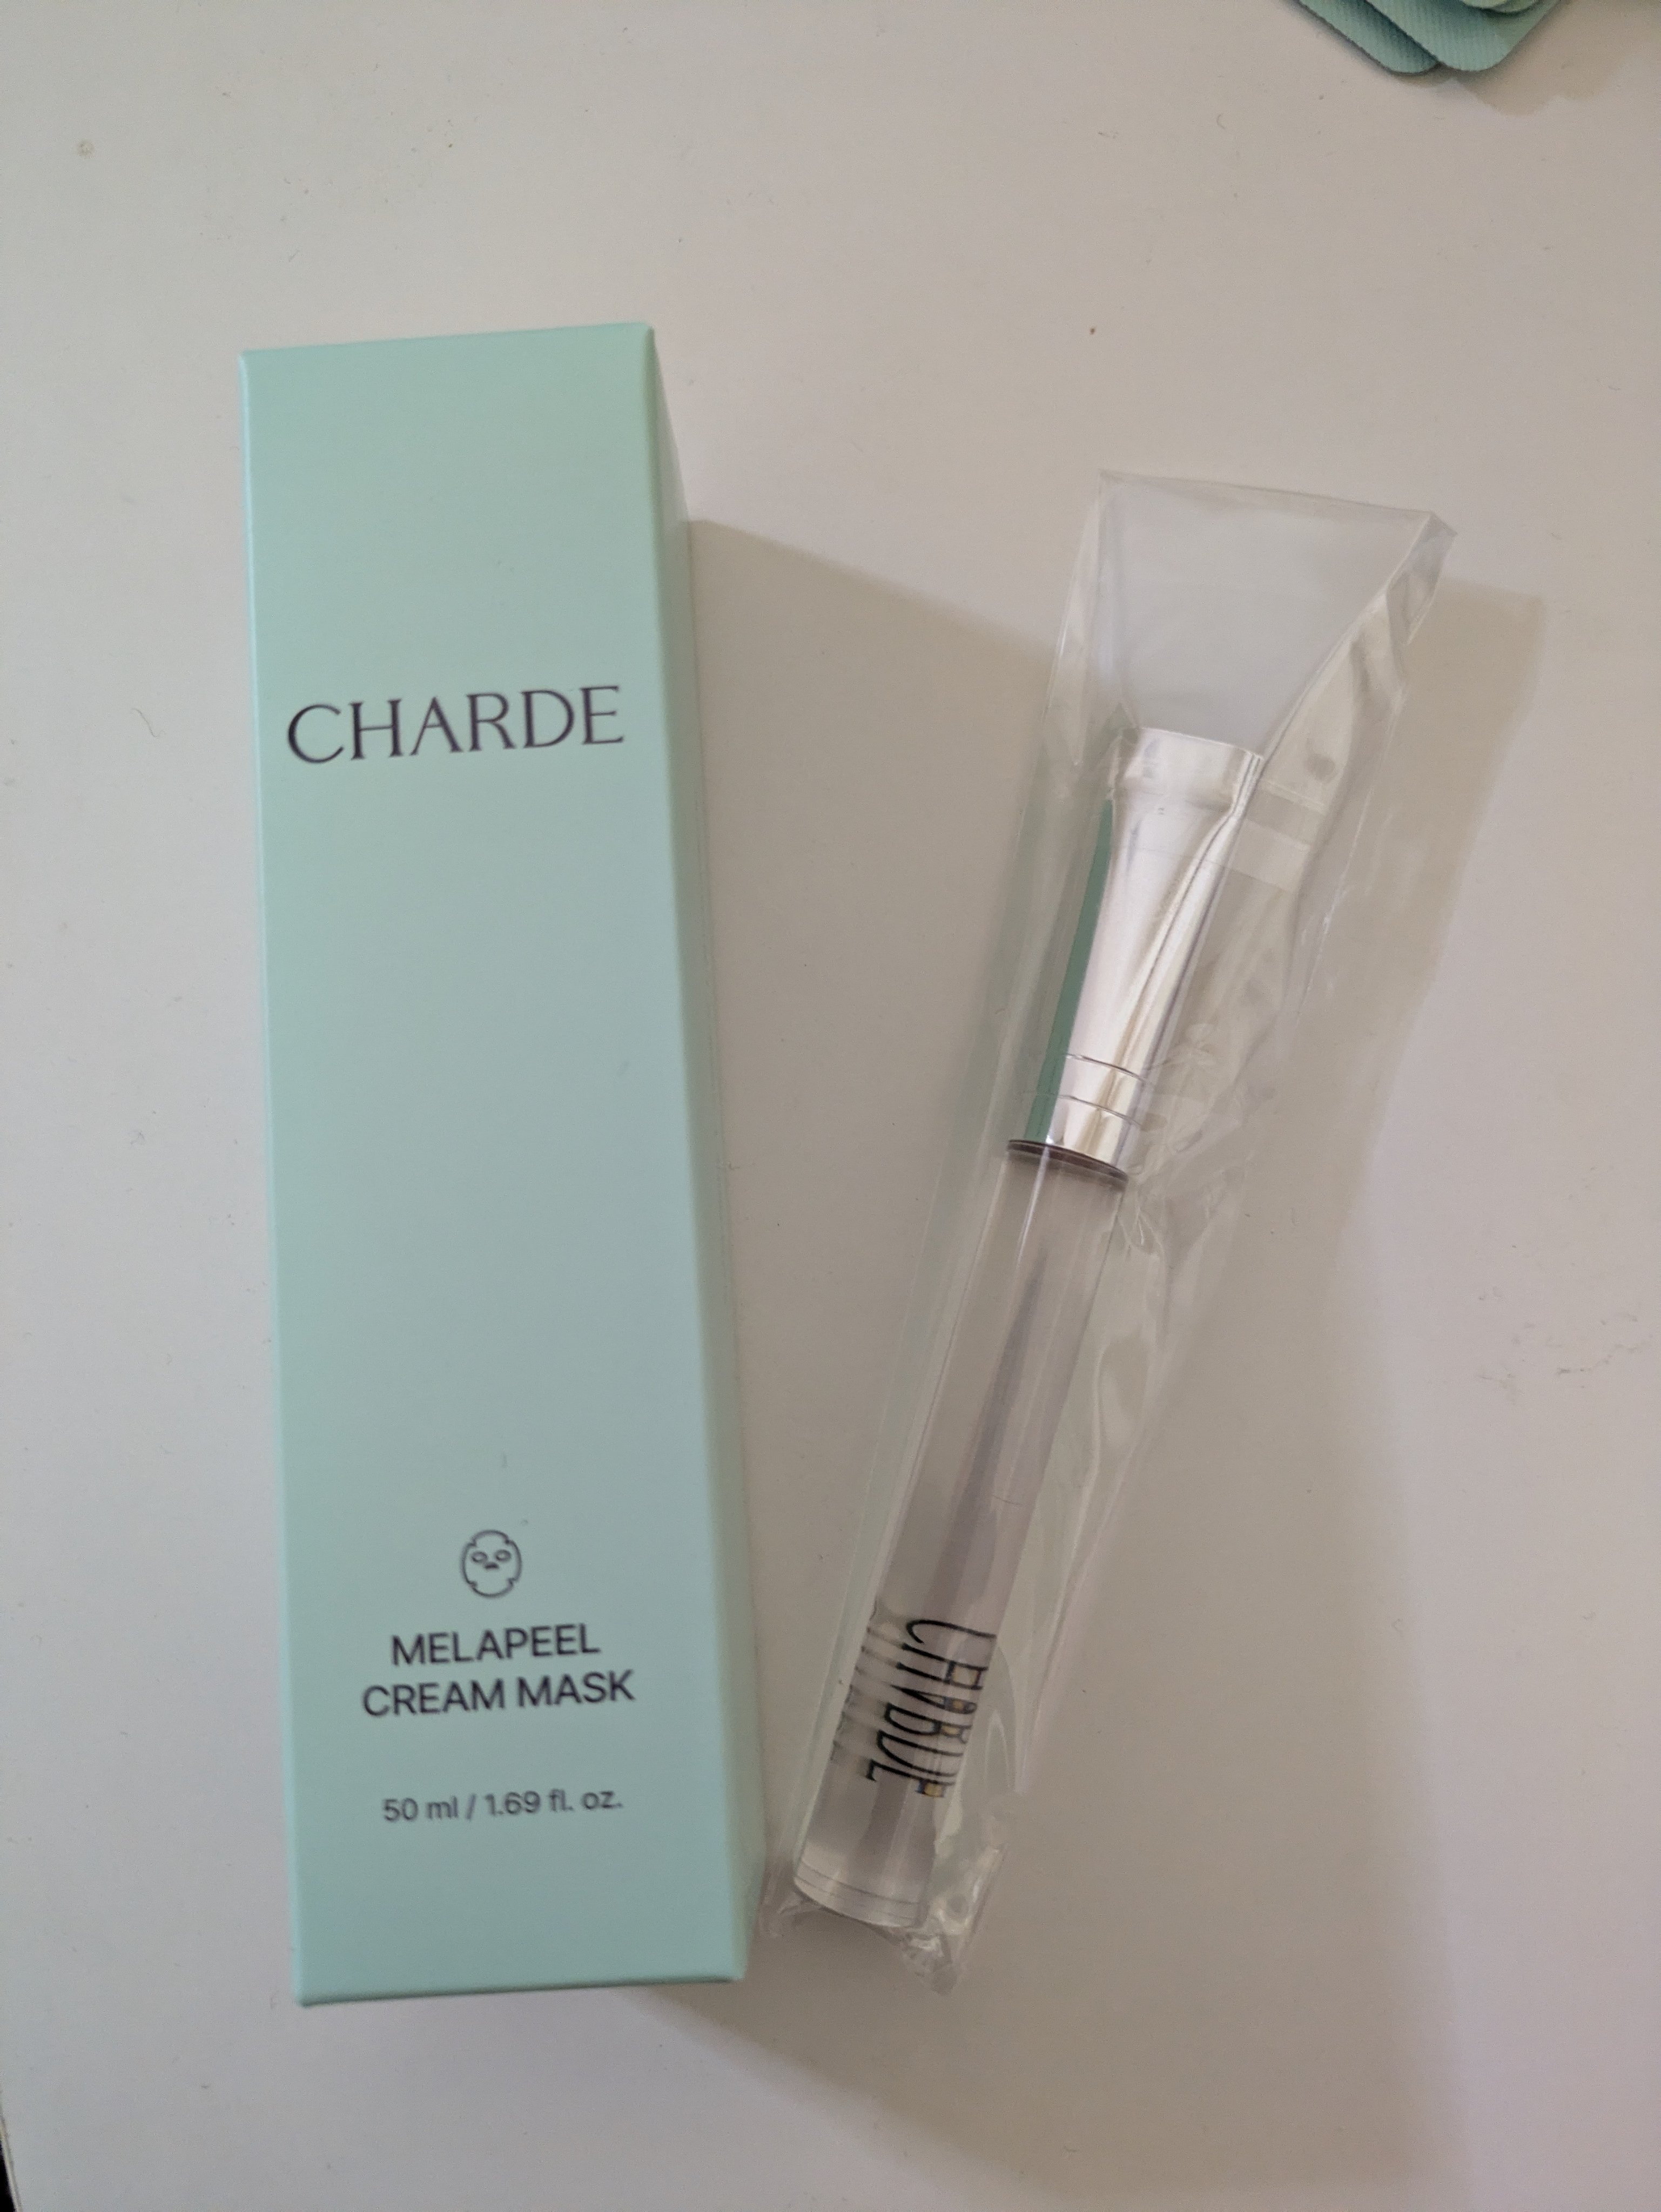 CHARDE
MELAPEEL
CREAM MASK
50 ml / 1.69 fl. oz.
CHARDE